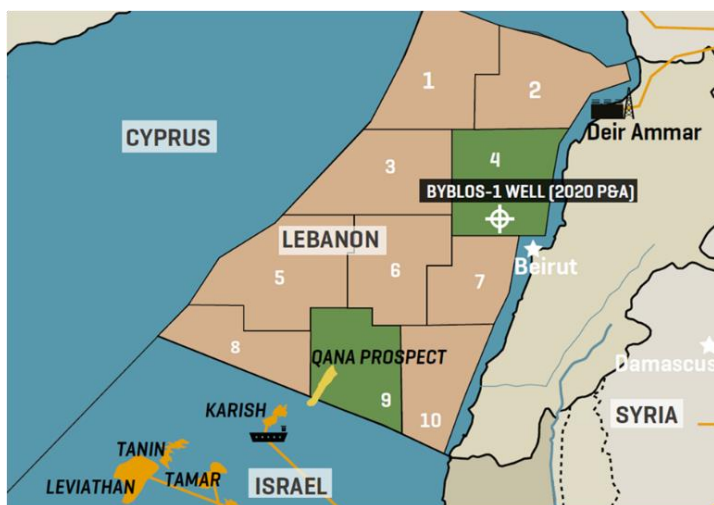 1
2
CYPRUS
Deir Ammar
3
4
BYBLOS-1 WELL (2020 P&A)
LEBANON
Beirut
5
6
7
8
QANA PROSPECT
Damascus
9
KARISH
10
SYRIA
TANIN
LEVIATHAN
TAMAR
ISRAEL